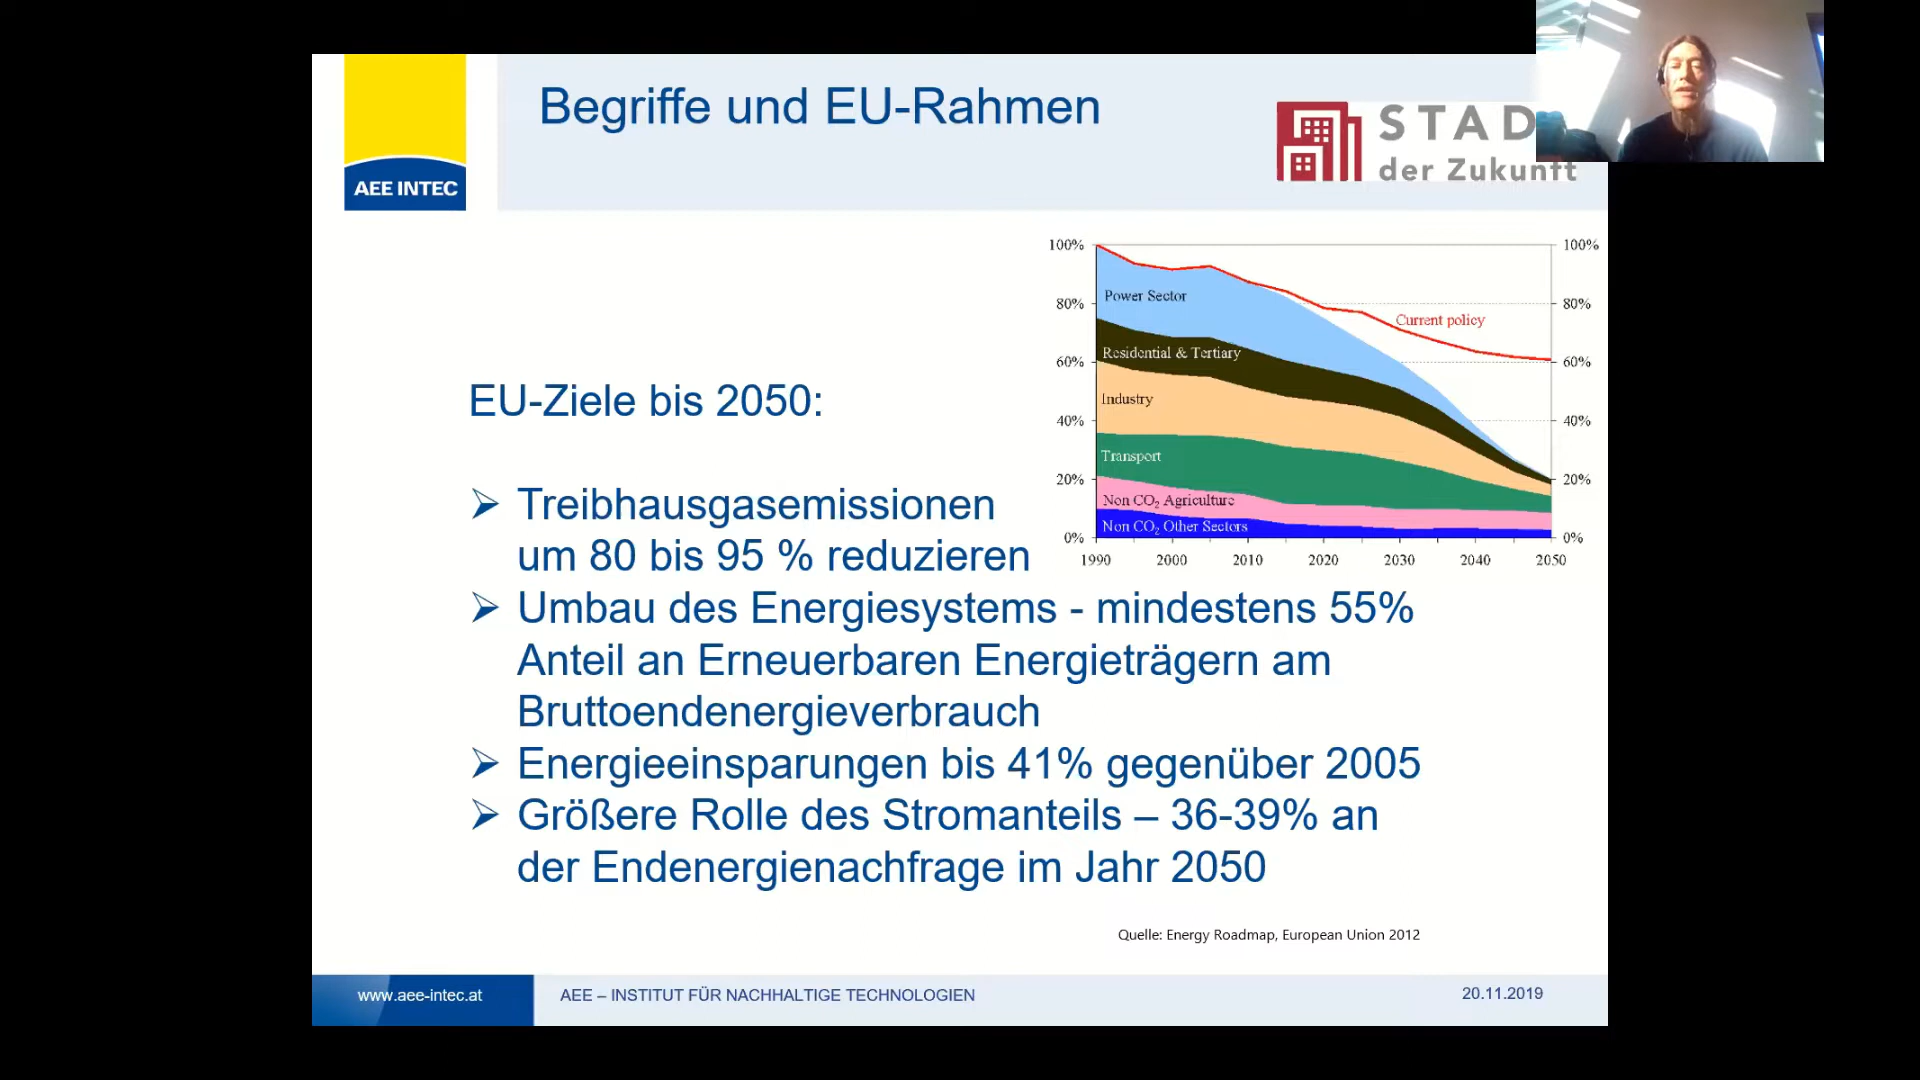 Begriffe und EU-Rahmen
AEE INTEC
STAD
der Zukunft
100%
80%
60%
40%
20%
0%
100%
80%
60%
40%
20%
0%
Power Sector
Current policy
Residential & Tertiary
Industry
Transport
Non CO₂ Agriculture
Non CO₂ Other Sectors
1990 2000 2010 2020 2030 2040 2050
EU-Ziele bis 2050:
➢ Treibhausgasemissionen
um 80 bis 95 % reduzieren
➢ Umbau des Energiesystems - mindestens 55%
Anteil an Erneuerbaren Energieträgern am
Bruttoendenergieverbrauch
➢ Energieeinsparungen bis 41% gegenüber 2005
➢ Größere Rolle des Stromanteils – 36-39% an
der Endenergienachfrage im Jahr 2050
Quelle: Energy Roadmap, European Union 2012
www.aee-intec.at
AEE – INSTITUT FÜR NACHHALTIGE TECHNOLOGIEN
20.11.2019